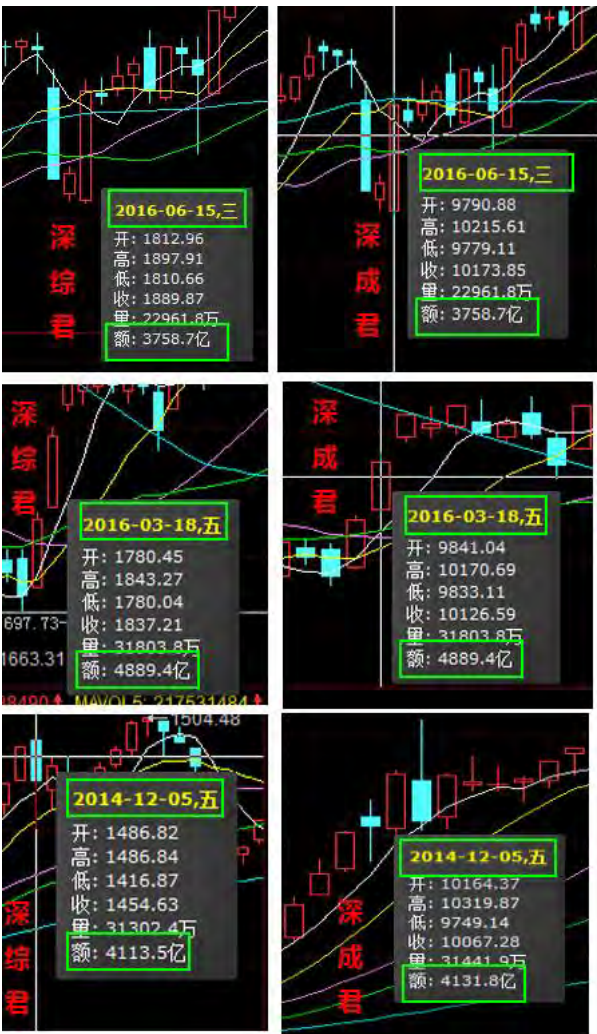 2016-06-15,三
开: 1812.96
高: 1897.91
低: 1810.66
收: 1889.87
量: 22961.8万
额: 3758.7亿
深综君
2016-06-15,三
开: 9790.88
高: 10215.61
低: 9779.11
收: 10173.85
量: 22961.8万
额: 3758.7亿
深成君
深综君
2016-03-18,五
开: 1780.45
高: 1843.27
低: 1780.04
收: 1837.21
量: 31803.8万
额: 4889.4亿
697.73
1663.31
98490 MAVOL5: 217531484
深成君
2016-03-18,五
开: 9841.04
高: 10170.69
低: 9833.11
收: 10126.59
量: 31803.8万
额: 4889.4亿
1504.48
2014-12-05,五
开: 1486.82
高: 1486.84
低: 1416.87
收: 1454.63
量: 31302.4万
额: 4113.5亿
深综君
2014-12-05,五
开: 10164.37
高: 10319.87
低: 9749.14
收: 10067.28
量: 31441.9万
额: 4131.8亿
深成君